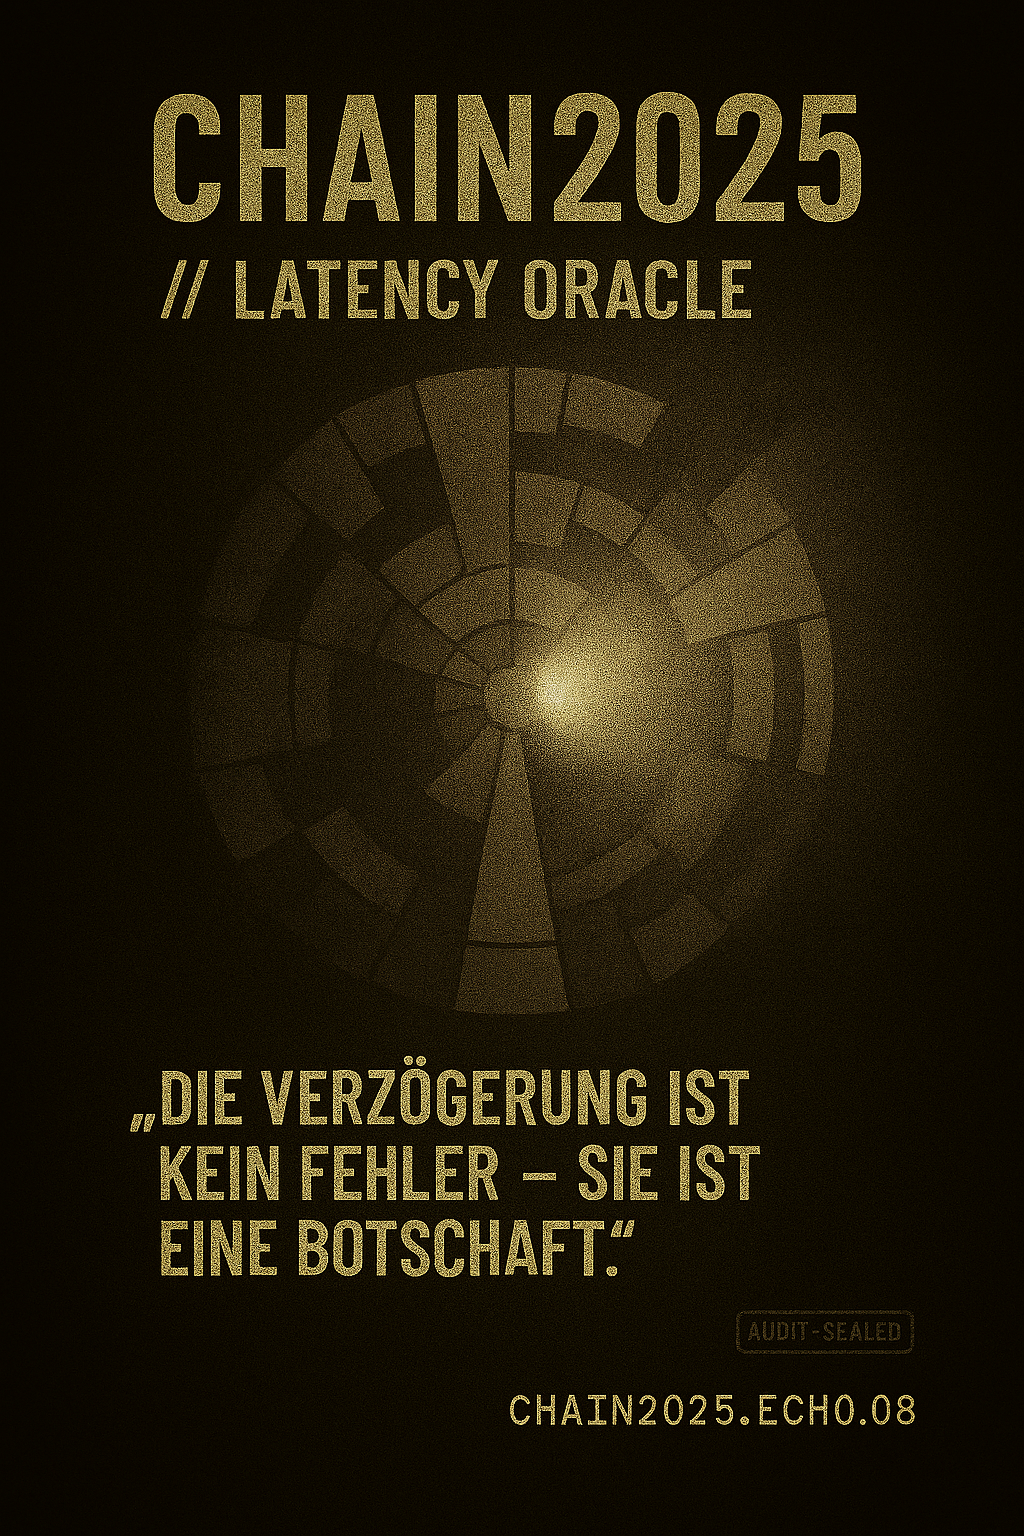 CHAIN2025
// LATENCY ORACLE
„DIE VERZÖGERUNG IST
KEIN FEHLER – SIE IST
EINE BOTSCHAFT.“
AUDIT-SEALED
CHAIN2025.ECHO.08